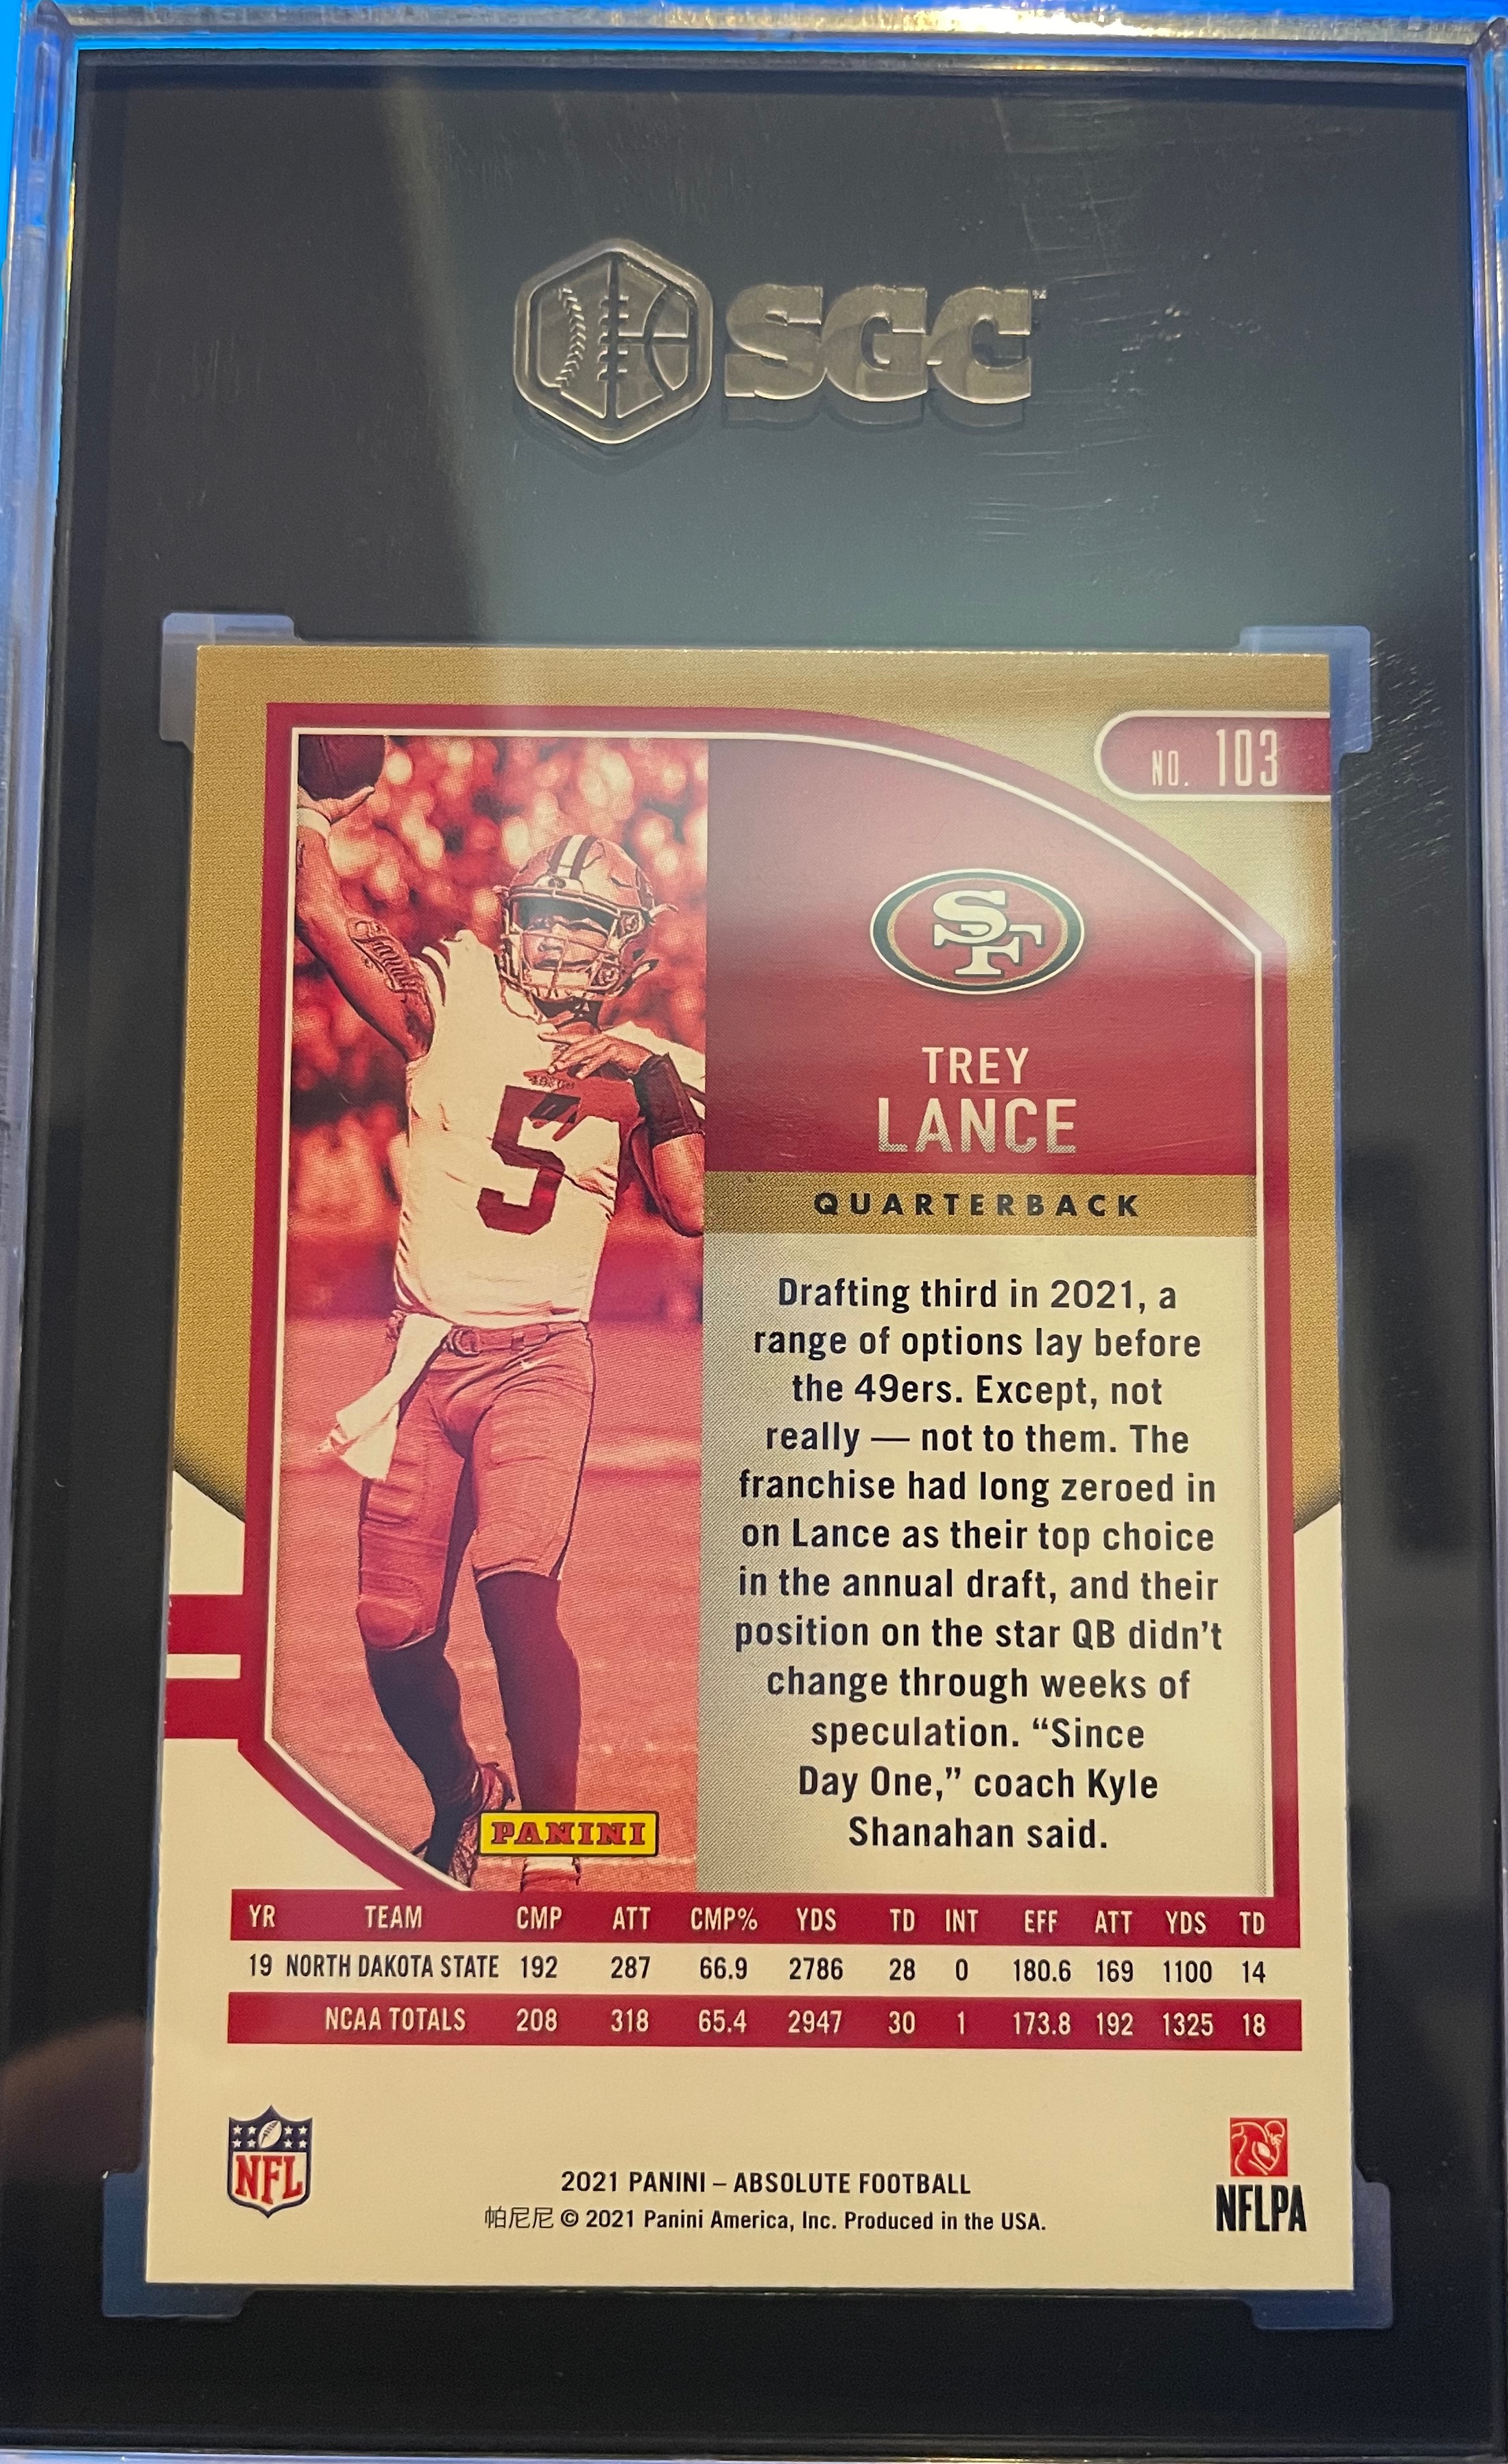 SGC
NO. 103
SF
TREY
LANCE
QUARTERBACK
5
Drafting third in 2021, a
range of options lay before
the 49ers. Except, not
really — not to them. The
franchise had long zeroed in
on Lance as their top choice
in the annual draft, and their
position on the star QB didn't
change through weeks of
speculation. “Since
Day One,” coach Kyle
Shanahan said.
PANINI
YR TEAM CMP ATT CMP% YDS TD INT EFF ATT YDS TD
19 NORTH DAKOTA STATE 192 287 66.9 2786 28 0 180.6 169 1100 14
NCAA TOTALS 208 318 65.4 2947 30 1 173.8 192 1325 18
NFL
2021 PANINI – ABSOLUTE FOOTBALL
帕尼尼 © 2021 Panini America, Inc. Produced in the USA.
NFLPA